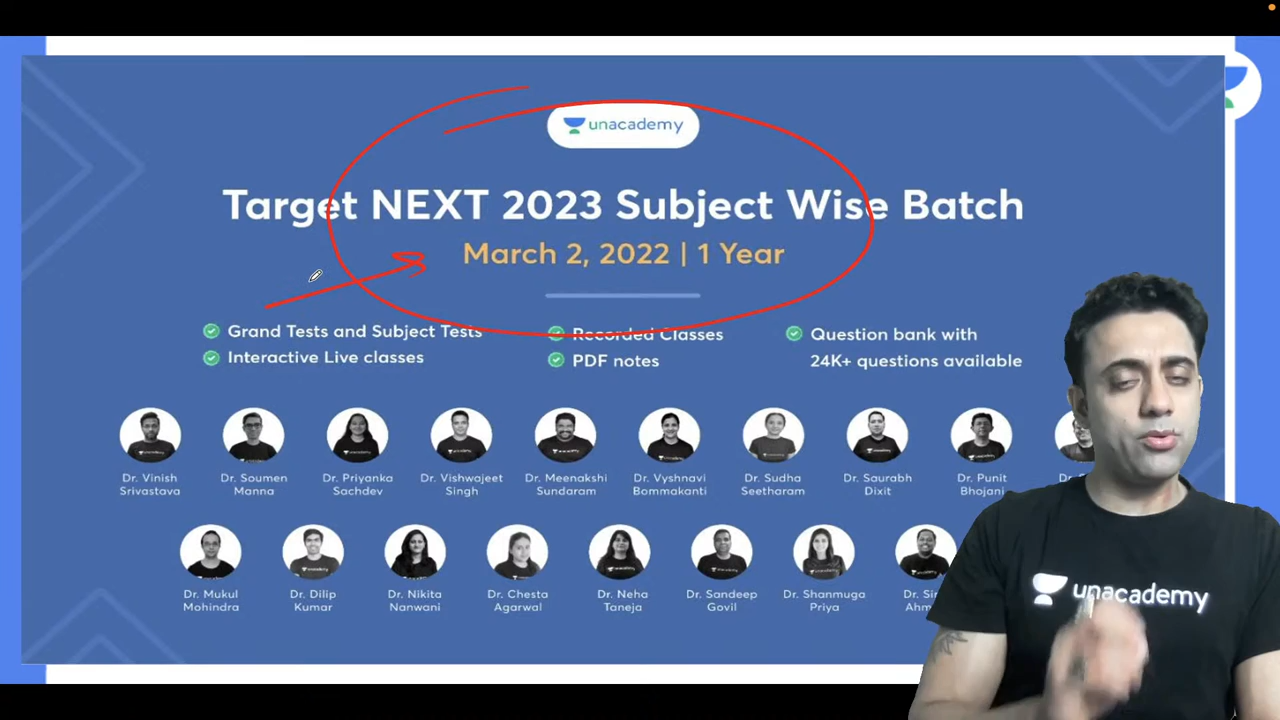 unacademy
Target NEXT 2023 Subject Wise Batch
March 2, 2022 | 1 Year
Grand Tests and Subject Tests
Interactive Live classes
Recorded Classes
PDF notes
Question bank with
24K+ questions available
Dr. Vinish
Srivastava
Dr. Soumen
Manna
Dr. Priyanka
Sachdev
Dr. Vishwajeet
Singh
Dr. Meenakshi
Sundaram
Dr. Vyshnavi
Bommakanti
Dr. Sudha
Seetharam
Dr. Saurabh
Dixit
Dr. Punit
Bhojani
Dr. Mukul
Mohindra
Dr. Dilip
Kumar
Dr. Nikita
Nanwani
Dr. Chesta
Agarwal
Dr. Neha
Taneja
Dr. Sandeep
Govil
Dr. Shanmuga
Priya
Dr.
unacademy